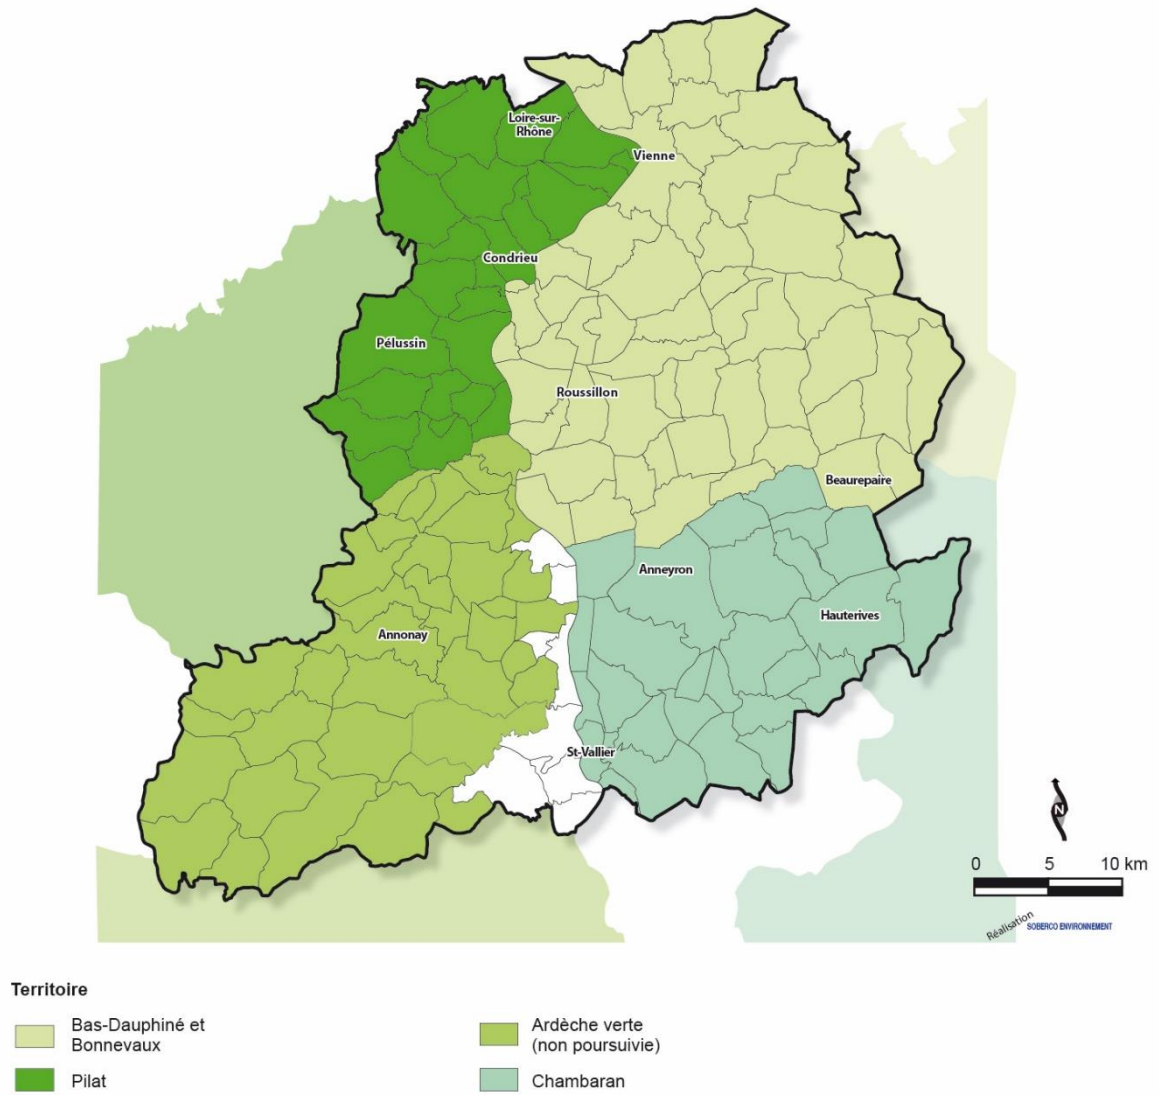 Loire-sur-
Rhône
Vienne
Condrieu
Pélussin
Roussillon
Beaurepaire
Anneyron
Hauterives
Annonay
St-Vallier
N
0 5 10 km
Réalisation
SOBERCO ENVIRONNEMENT
Territoire
Bas-Dauphiné et
Bonnevaux
Pilat
Ardèche verte
(non poursuivie)
Chambaran